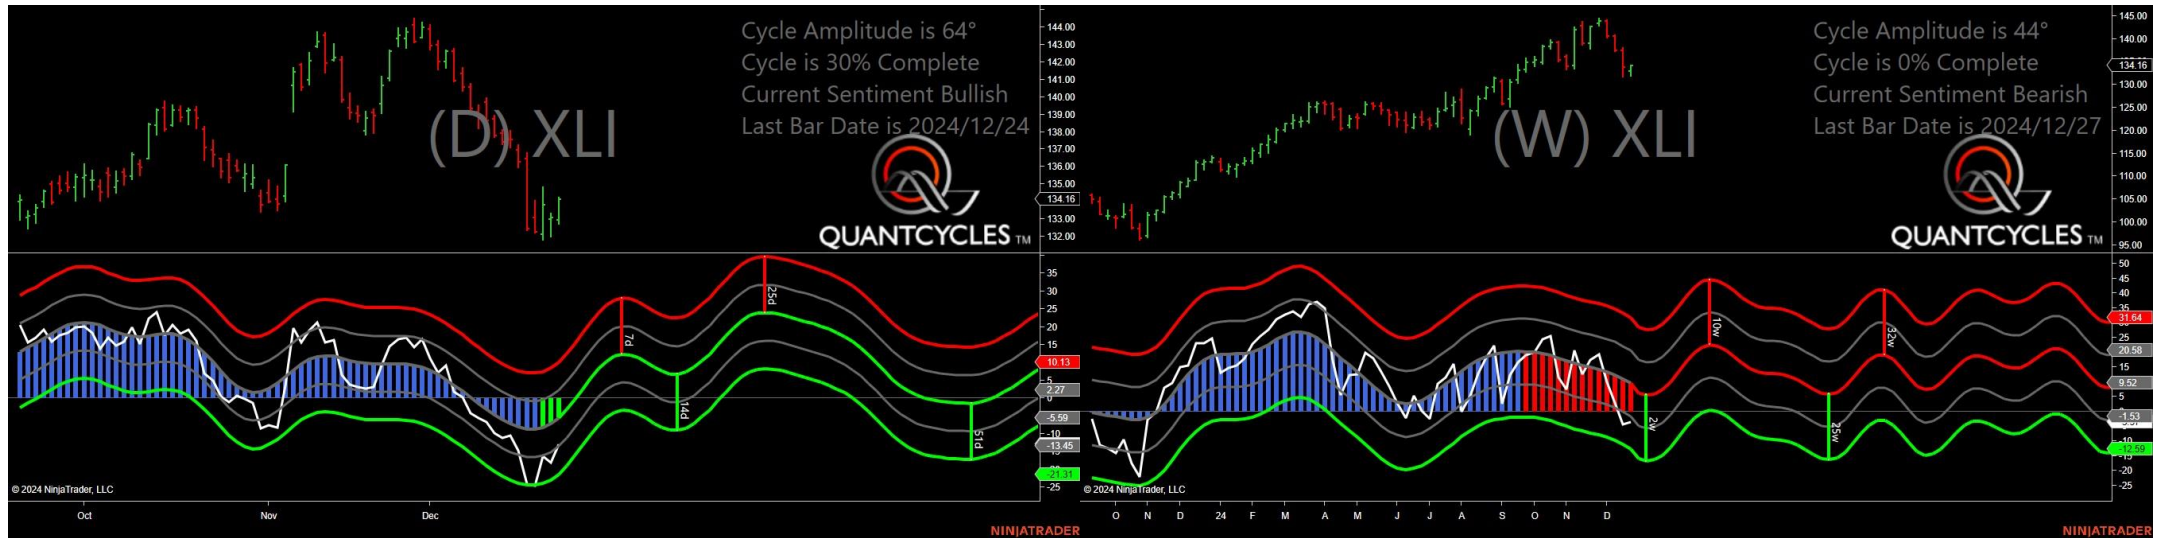 Cycle Amplitude is 64°
Cycle is 30% Complete
Current Sentiment Bullish
Last Bar Date is 2024/12/24
(D) XLI
QUANTCYCLES TM
144.00
143.00
142.00
141.00
140.00
139.00
138.00
137.00
136.00
135.00
134.16
133.00
132.00
7d
14d
25d
51d
35
30
25
20
15
10.13
5
2.27
0
-5.59
-10
-13.45
-21.31
-25
© 2024 NinjaTrader, LLC
Oct
Nov
Dec
NINJATRADER
Cycle Amplitude is 44°
Cycle is 0% Complete
Current Sentiment Bearish
Last Bar Date is 2024/12/27
(W) XLI
QUANTCYCLES TM
145.00
140.00
134.16
130.00
125.00
120.00
115.00
110.00
105.00
100.00
95.00
2w
10w
25w
32w
50
45
40
35
31.64
25
20.58
15
9.52
5
-1.53
-10
-12.59
-15
-20
-25
© 2024 NinjaTrader, LLC
O N D 24 F M A M J J A S O N D
NINJATRADER